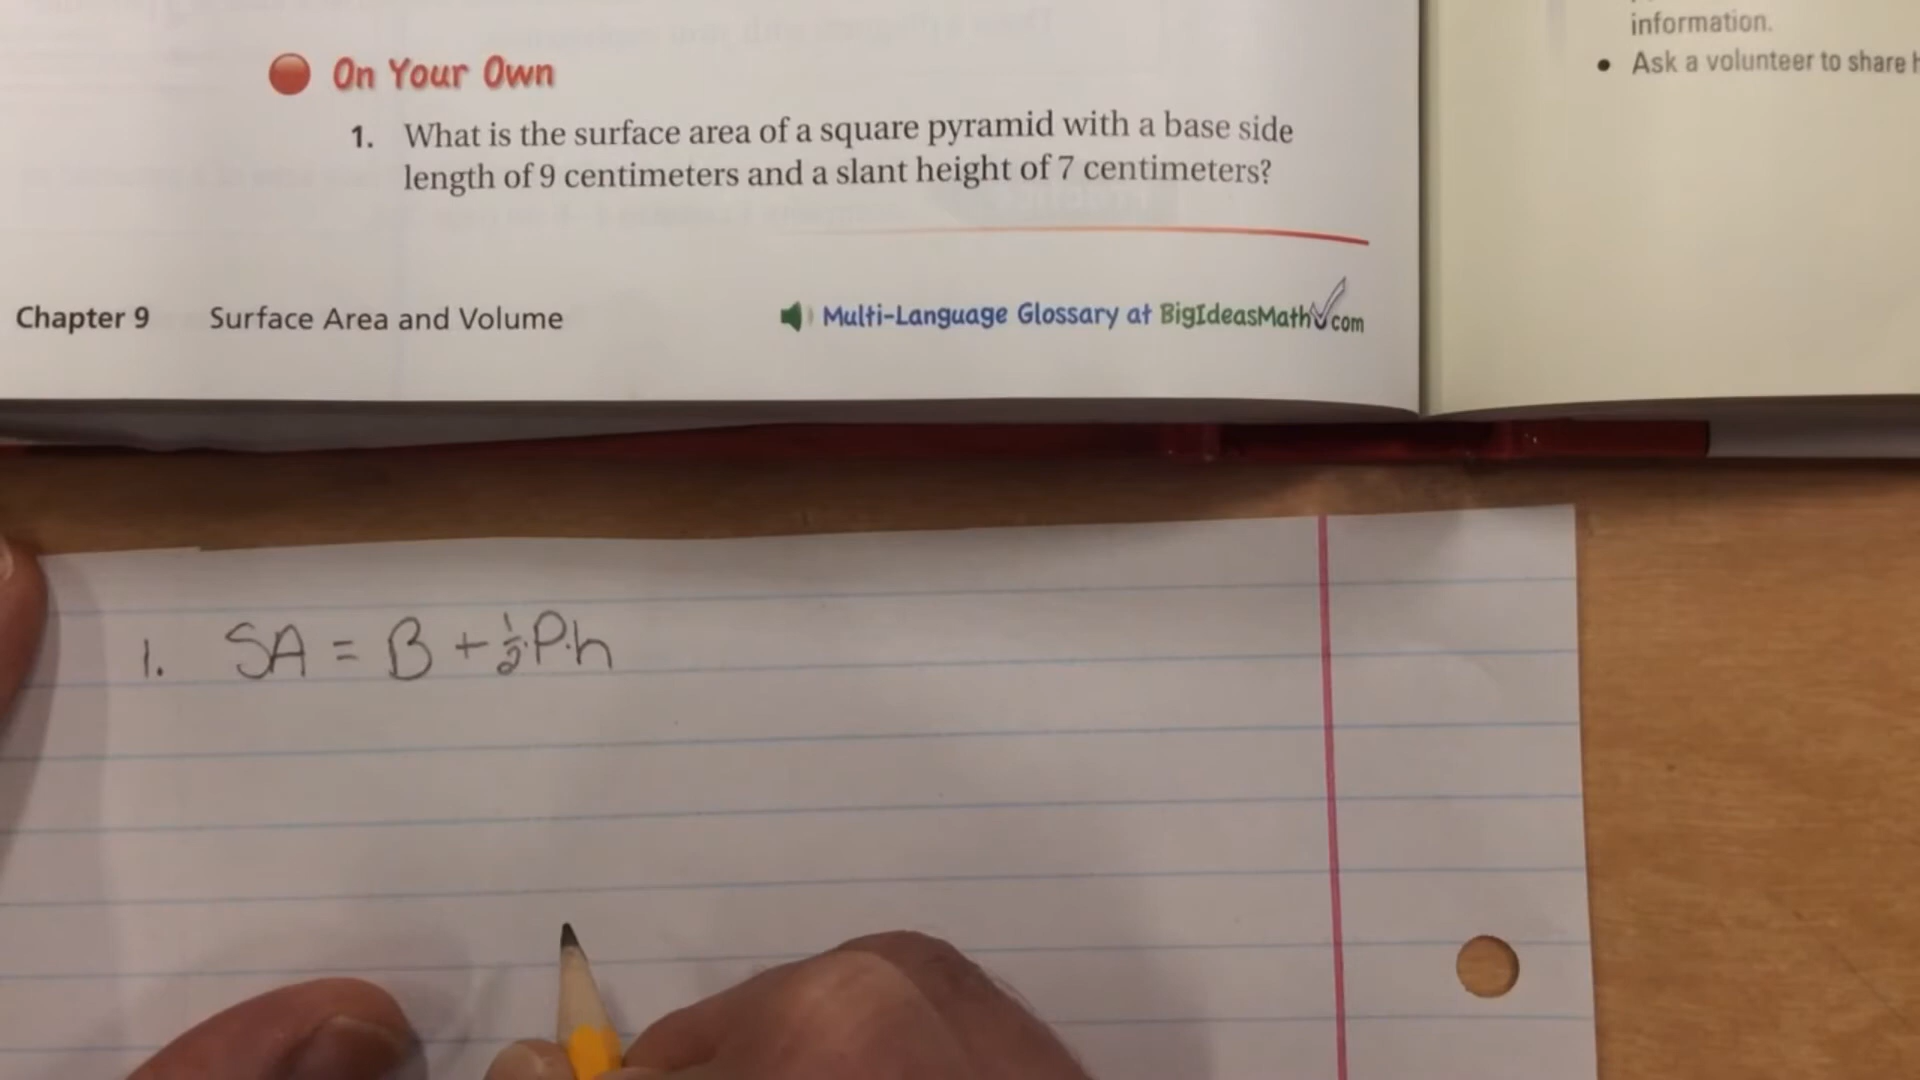 On Your Own
1. What is the surface area of a square pyramid with a base side
length of 9 centimeters and a slant height of 7 centimeters?
Chapter 9 Surface Area and Volume
Multi-Language Glossary at BigIdeasMath com
information.
• Ask a volunteer to share
1. SA = B + 1/2·P·h